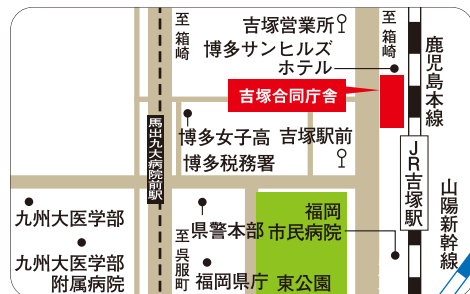 至
箱
崎
吉塚営業所
博多サンヒルズ
ホテル
至
箱
崎
鹿児島本線
吉塚合同庁舎
馬出九大病院前駅
博多女子高
博多税務署
吉塚駅前
JR吉塚駅
山陽新幹線
九州大医学部
九州大医学部
附属病院
県警本部
至
呉
服
町
福岡県庁
福岡
市民病院
東公園